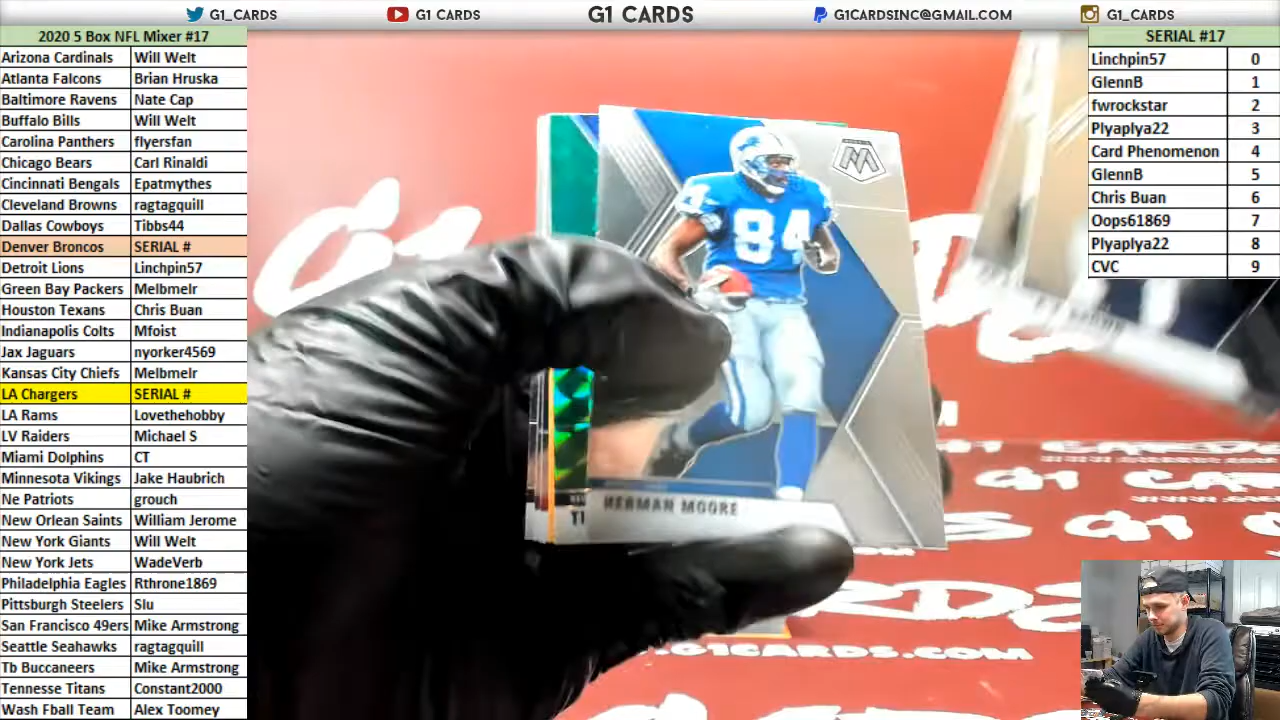 G1_CARDS
G1 CARDS
G1 CARDS
G1CARDSINC@GMAIL.COM
G1_CARDS
2020 5 Box NFL Mixer #17
Arizona Cardinals Will Welt
Atlanta Falcons Brian Hruska
Baltimore Ravens Nate Cap
Buffalo Bills Will Welt
Carolina Panthers flyersfan
Chicago Bears Carl Rinaldi
Cincinnati Bengals Epatmythes
Cleveland Browns ragtagquill
Dallas Cowboys Tibbs44
Denver Broncos SERIAL #
Detroit Lions Linchpin57
Green Bay Packers Melbmelr
Houston Texans Chris Buan
Indianapolis Colts Mfoist
Jax Jaguars nyorker4569
Kansas City Chiefs Melbmelr
LA Chargers SERIAL #
LA Rams Lovethehobby
LV Raiders Michael S
Miami Dolphins CT
Minnesota Vikings Jake Haubrich
Ne Patriots grouch
New Orlean Saints William Jerome
New York Giants Will Welt
New York Jets WadeVerb
Philadelphia Eagles Rthrone1869
Pittsburgh Steelers Slu
San Francisco 49ers Mike Armstrong
Seattle Seahawks ragtagquill
Tb Buccaneers Mike Armstrong
Tennesse Titans Constant2000
Wash Fball Team Alex Toomey
SERIAL #17
Linchpin57 0
GlennB 1
fwrockstar 2
Plyaplya22 3
Card Phenomenon 4
GlennB 5
Chris Buan 6
Oops61869 7
Plyaplya22 8
CVC 9
84
84
M
HERMAN MOORE
TI
G1CARDS.COM